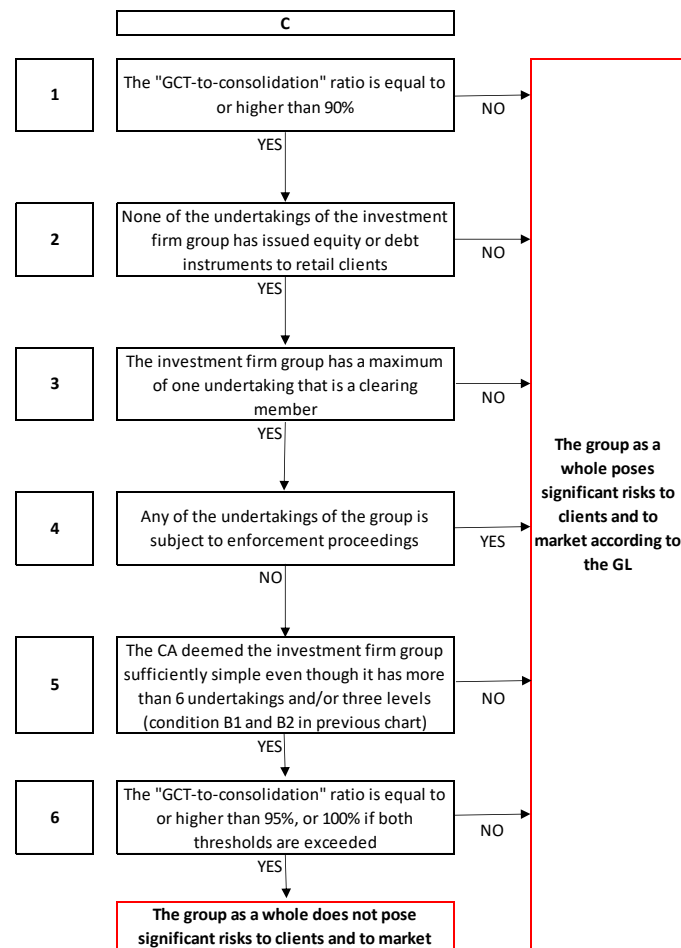 C
1
The "GCT-to-consolidation" ratio is equal to
or higher than 90%
NO
YES
2
None of the undertakings of the investment
firm group has issued equity or debt
instruments to retail clients
NO
YES
3
The investment firm group has a maximum
of one undertaking that is a clearing
member
NO
YES
4
Any of the undertakings of the group is
subject to enforcement proceedings
YES
NO
The group as a
whole poses
significant risks to
clients and to
market according to
the GL
5
The CA deemed the investment firm group
sufficiently simple even though it has more
than 6 undertakings and/or three levels
(condition B1 and B2 in previous chart)
NO
YES
6
The "GCT-to-consolidation" ratio is equal to
or higher than 95%, or 100% if both
thresholds are exceeded
NO
YES
The group as a whole does not pose
significant risks to clients and to market